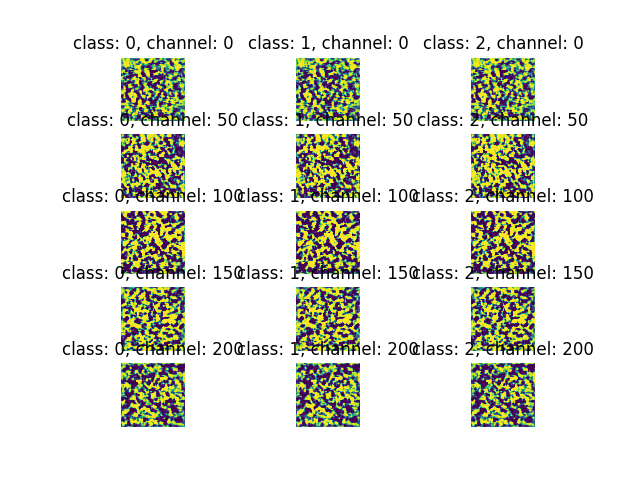 class: 0, channel: 0 class: 1, channel: 0 class: 2, channel: 0
class: 0, channel: 50 class: 1, channel: 50 class: 2, channel: 50
class: 0, channel: 100 class: 1, channel: 100 class: 2, channel: 100
class: 0, channel: 150 class: 1, channel: 150 class: 2, channel: 150
class: 0, channel: 200 class: 1, channel: 200 class: 2, channel: 200